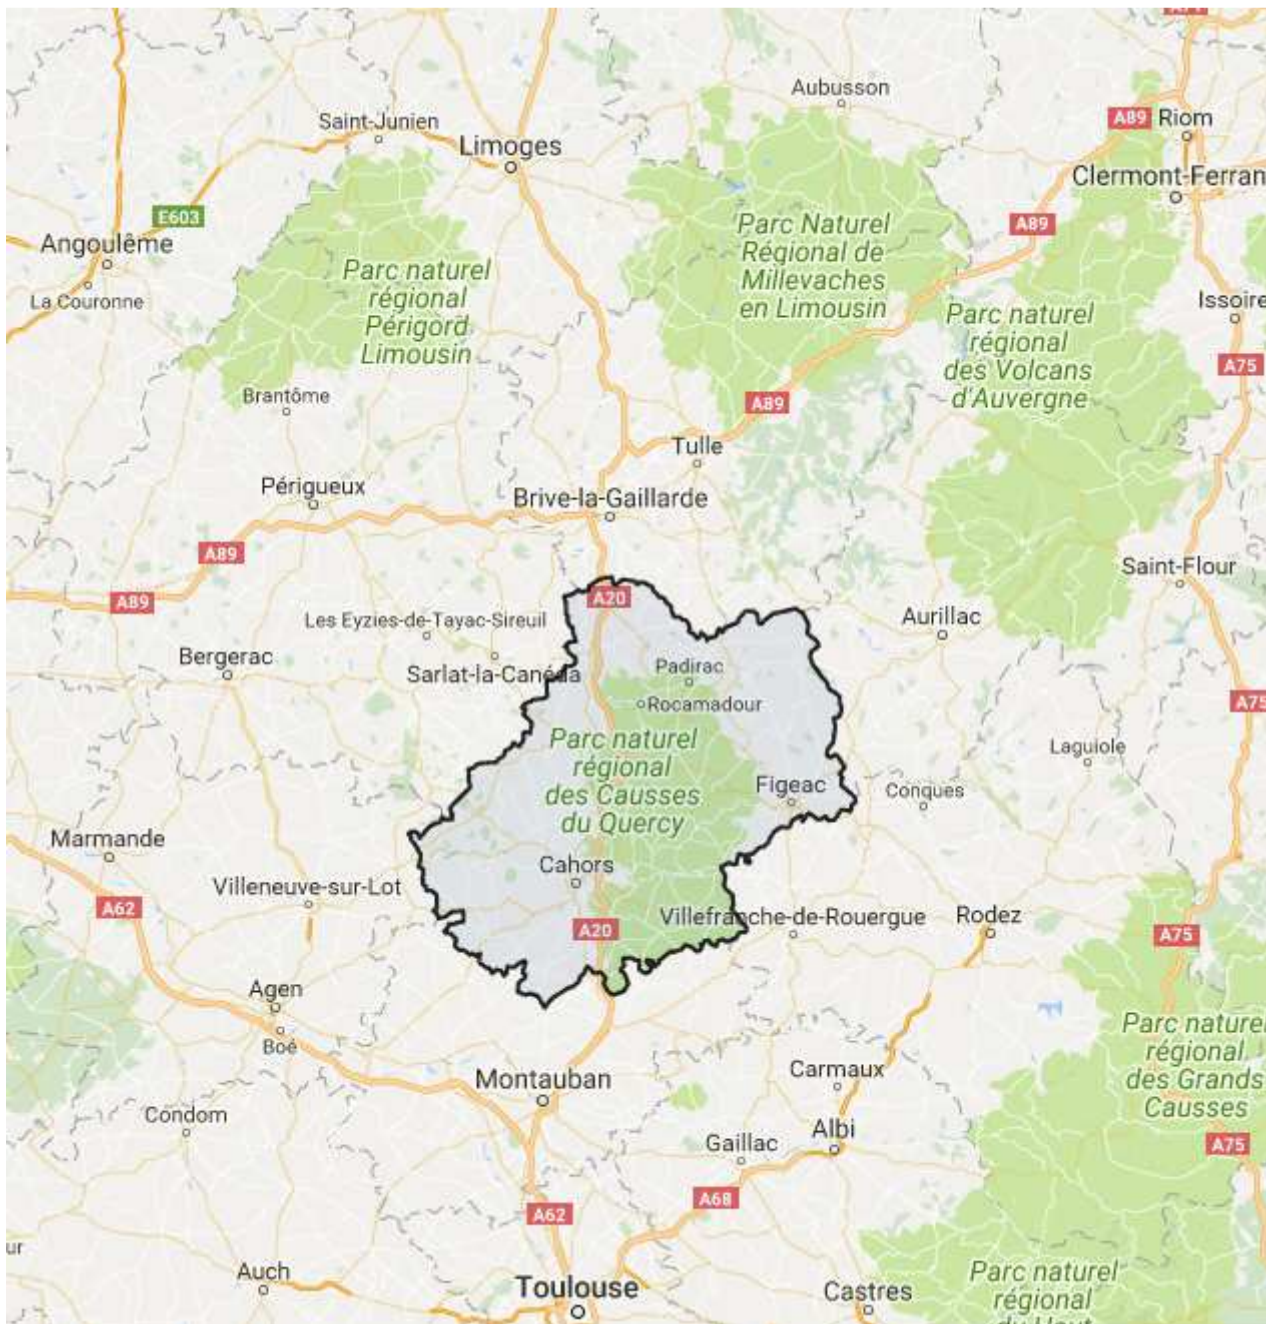 A71
Aubusson
A89
Riom
Saint-Junien
Limoges
Clermont-Ferran
E603
A89
Parc Naturel
Régional de
Millevaches
en Limousin
Angoulême
Parc naturel
régional
Périgord
Limousin
La Couronne
Issoire
Parc naturel
régional
des Volcans
d'Auvergne
A75
Brantôme
A89
Tulle
Périgueux
Brive-la-Gaillarde
A89
Saint-Flour
A89
A20
Les Eyzies-de-Tayac-Sireuil
Aurillac
Bergerac
Sarlat-la-Canéda
Padirac
Rocamadour
A75
Parc naturel
régional
des Causses
du Quercy
Laguiole
Figeac
Conques
Marmande
Cahors
Villeneuve-sur-Lot
A62
Villefranche-de-Rouergue
Rodez
A20
A75
Agen
Boé
Parc naturel
régional
des Grands
Causses
Montauban
Carmaux
Condom
Gaillac
Albi
A75
A68
A62
ur
Auch
Toulouse
Castres
Parc naturel
régional
du Haut